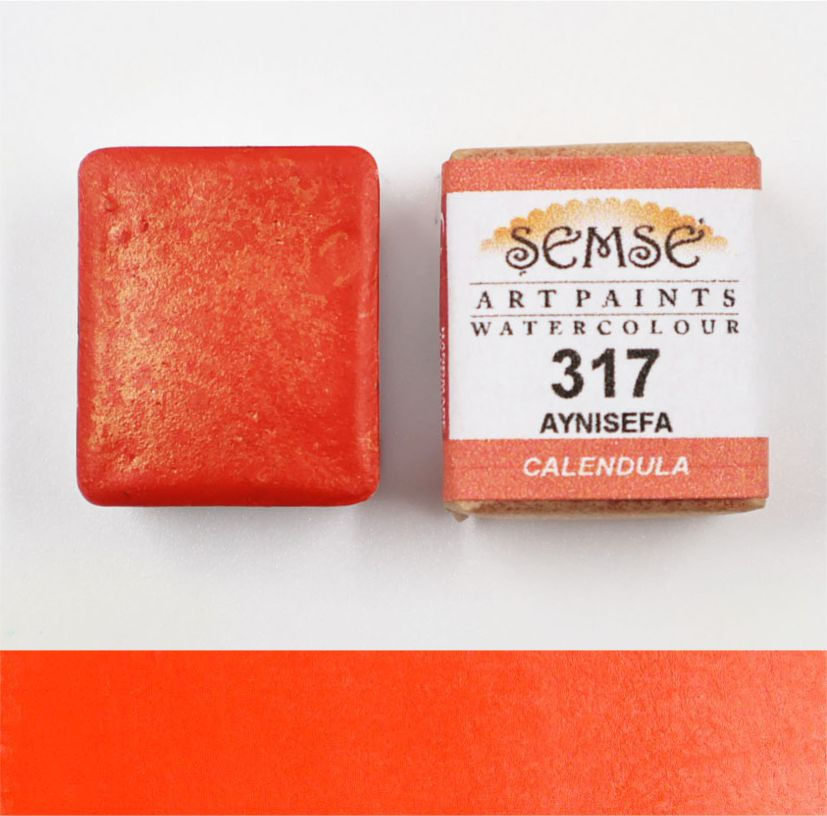 ŞEMSE
ART PAINTS
WATERCOLOUR
317
AYNISEFA
CALENDULA